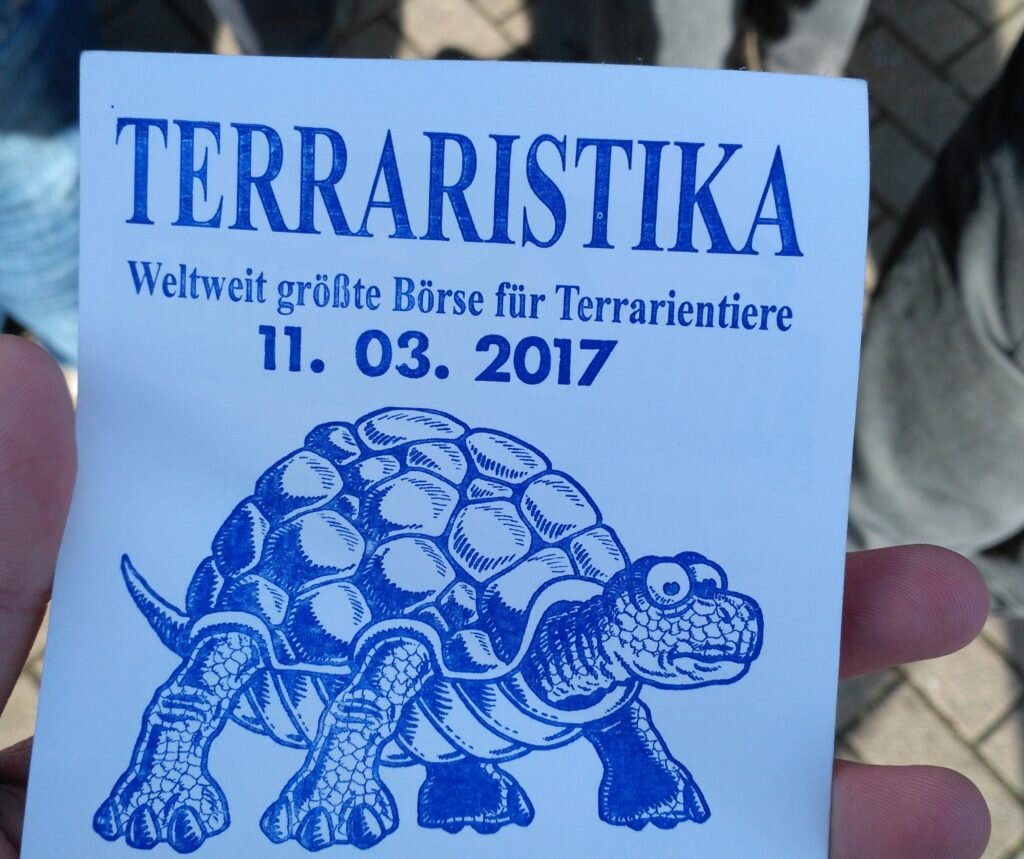 TERRARISTIKA
Weltweit größte Börse für Terrarientiere
11. 03. 2017